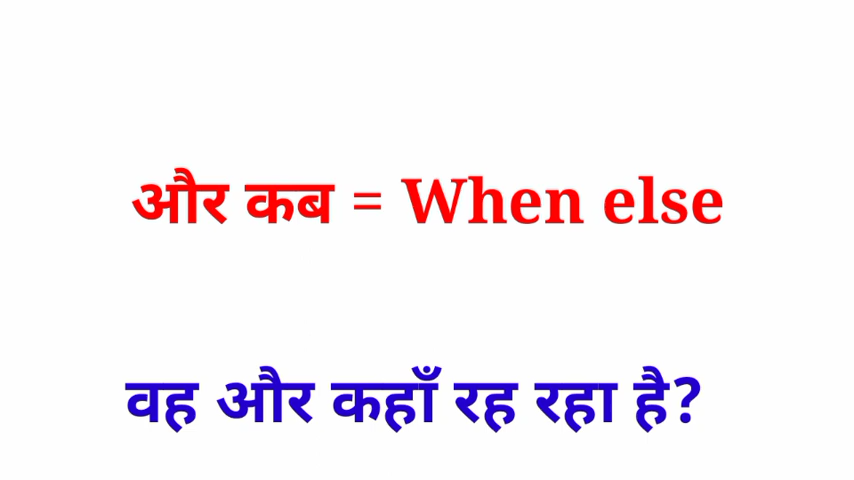 और कब = When else
वह और कहाँ रह रहा है?